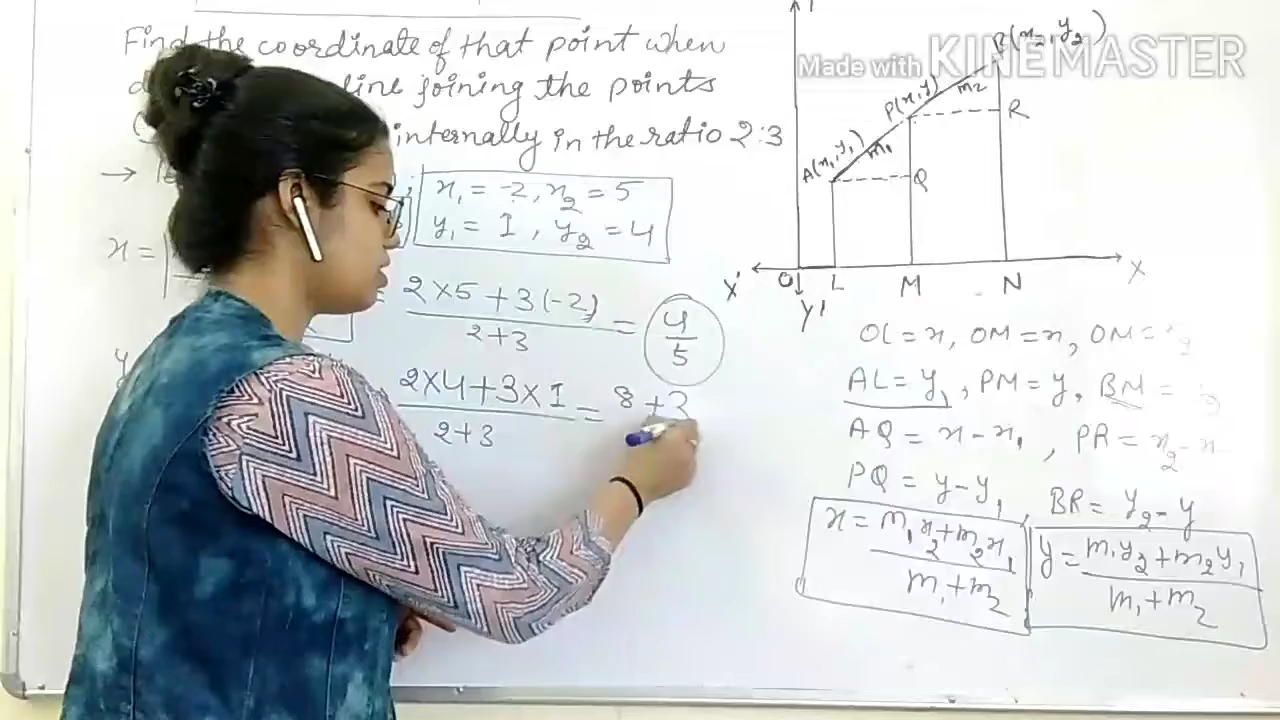 Find the coordinate of that point when
line joining the points
internally in the ratio 2:3
→
x₁ = -2, x₂ = 5
y₁ = 1, y₂ = 4
x =
= 2×5 + 3(-2) / 2+3 = 4/5
2×4+3×1 / 2+3 = 8+3
Made with KINEMASTER
B(x₂, y₂)
P(x, y)
m₂
R
A(x₁, y₁)
m₁
Q
X' O L M N X
Y'
OL = x, OM = x, OM =
AL = y₁, PM = y, BM =
AQ = x - x₁, PR = x₂ - x
PQ = y - y₁, BR = y₂ - y
x = m₁x₂ + m₂x₁ / m₁ + m₂
y = m₁y₂ + m₂y₁ / m₁ + m₂